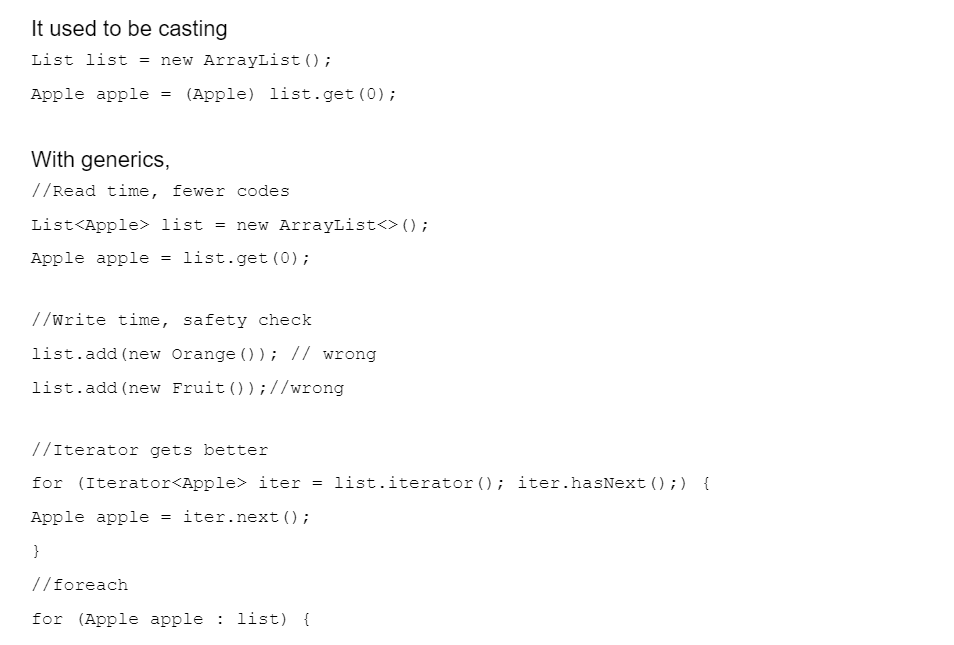 It used to be casting
List list = new ArrayList();
Apple apple = (Apple) list.get(0);
With generics,
//Read time, fewer codes
List<Apple> list = new ArrayList<>();
Apple apple = list.get(0);
//Write time, safety check
list.add(new Orange()); // wrong
list.add(new Fruit());//wrong
//Iterator gets better
for (Iterator<Apple> iter = list.iterator(); iter.hasNext();) {
Apple apple = iter.next();
}
//foreach
for (Apple apple : list) {